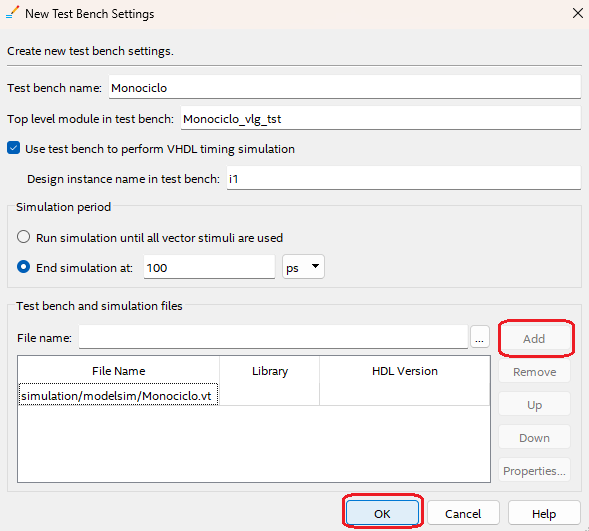 New Test Bench Settings
Create new test bench settings.
Test bench name: Monociclo
Top level module in test bench: Monociclo_vlg_tst
Use test bench to perform VHDL timing simulation
Design instance name in test bench: i1
Simulation period
Run simulation until all vector stimuli are used
End simulation at: 100 ps
Test bench and simulation files
File name: ... Add
File Name Library HDL Version
Remove
simulation/modelsim/Monociclo.vt
Up
Down
Properties...
OK Cancel Help